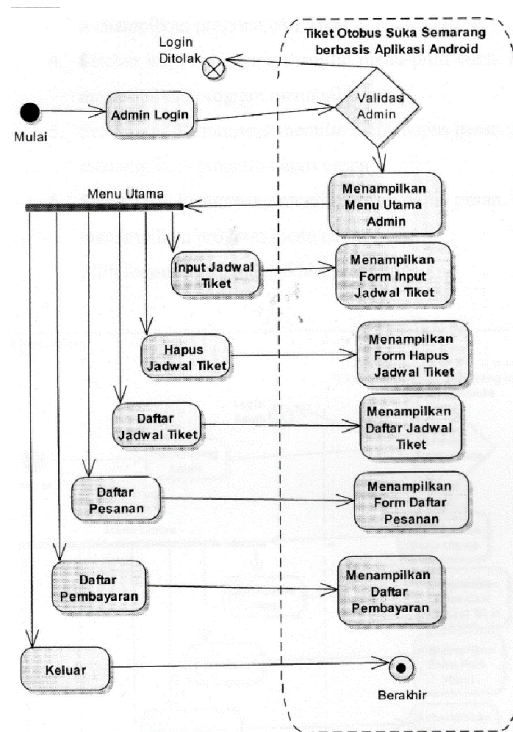 Tiket Otobus Suka Semarang
berbasis Aplikasi Android
Login
Ditolak
Mulai
Admin Login
Validasi
Admin
Menu Utama
Menampilkan
Menu Utama
Admin
Input Jadwal
Tiket
Menampilkan
Form Input
Jadwal Tiket
Hapus
Jadwal Tiket
Menampilkan
Form Hapus
Jadwal Tiket
Daftar
Jadwal Tiket
Menampilkan
Daftar Jadwal
Tiket
Daftar
Pesanan
Menampilkan
Form Daftar
Pesanan
Daftar
Pembayaran
Menampilkan
Daftar
Pembayaran
Keluar
Berakhir